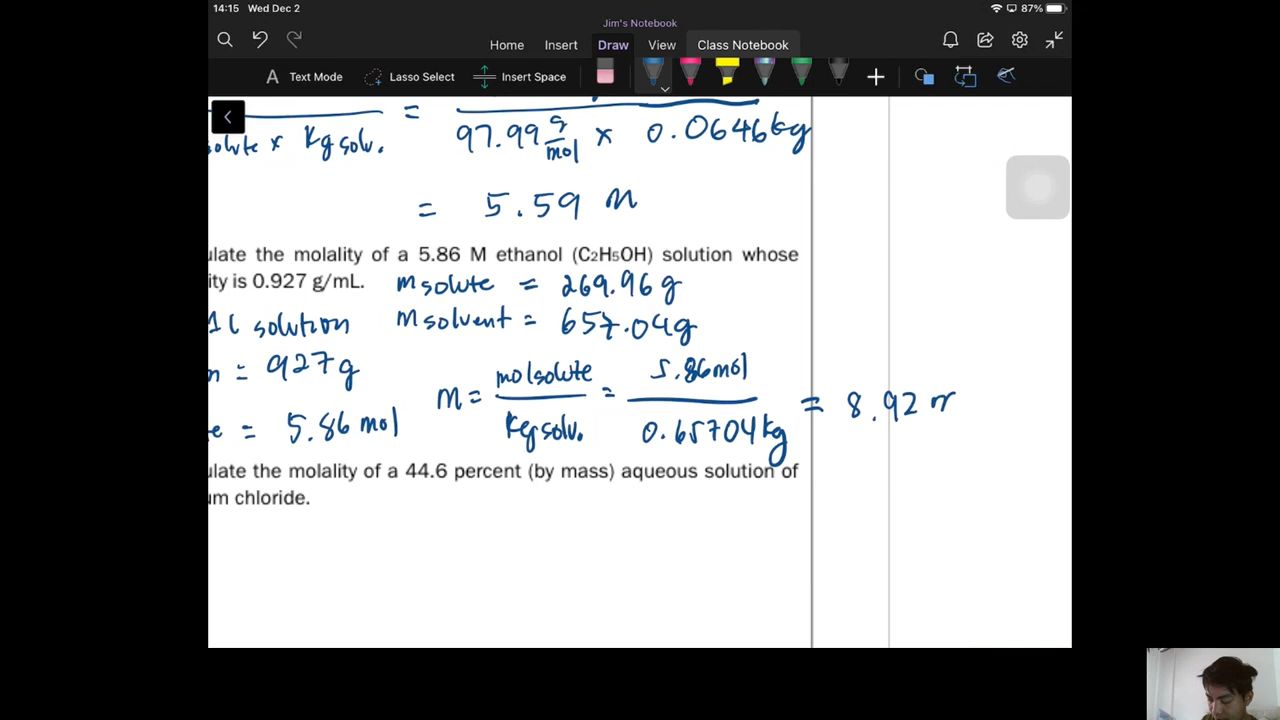 14:15 Wed Dec 2
87%
Jim's Notebook
Home Insert Draw View Class Notebook
Text Mode Lasso Select Insert Space
olute x Kg solv. = 97.99 g/mol x 0.0646 kg
= 5.59 m
ulate the molality of a 5.86 M ethanol (C2H5OH) solution whose
ity is 0.927 g/mL. m solute = 269.96 g
1L solution m solvent = 657.04 g
n = 927 g
m = mol solute / kg solv. = 5.86 mol / 0.65704 kg = 8.92 m
e = 5.86 mol
ulate the molality of a 44.6 percent (by mass) aqueous solution of
um chloride.